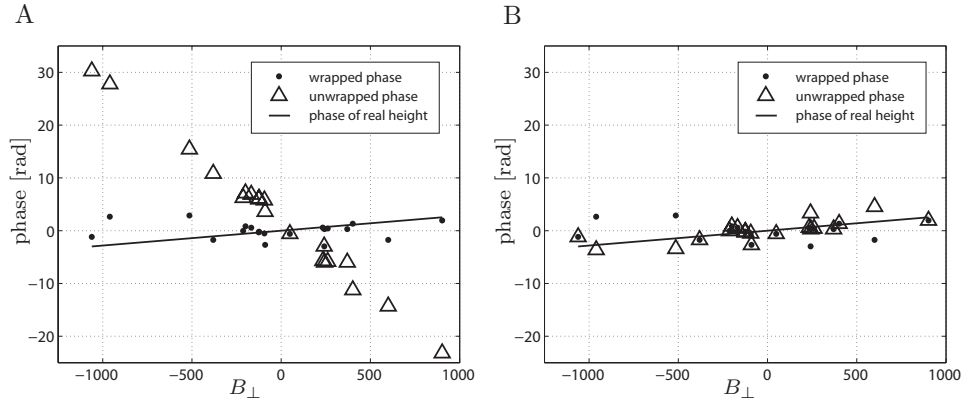 A
phase [rad]
30
20
10
0
−10
−20
wrapped phase
unwrapped phase
phase of real height
−1000
−500
0
500
1000
B⊥
B
phase [rad]
30
20
10
0
−10
−20
wrapped phase
unwrapped phase
phase of real height
−1000
−500
0
500
1000
B⊥